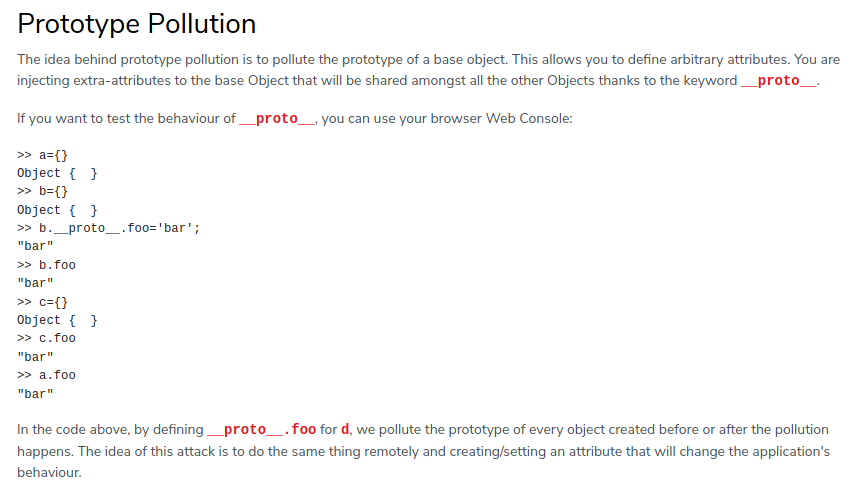 Prototype Pollution
The idea behind prototype pollution is to pollute the prototype of a base object. This allows you to define arbitrary attributes. You are
injecting extra-attributes to the base Object that will be shared amongst all the other Objects thanks to the keyword __proto__.
If you want to test the behaviour of __proto__, you can use your browser Web Console:
>> a={}
Object {  }
>> b={}
Object {  }
>> b.__proto__.foo='bar';
"bar"
>> b.foo
"bar"
>> c={}
Object {  }
>> c.foo
"bar"
>> a.foo
"bar"
In the code above, by defining __proto__.foo for d, we pollute the prototype of every object created before or after the pollution
happens. The idea of this attack is to do the same thing remotely and creating/setting an attribute that will change the application's
behaviour.